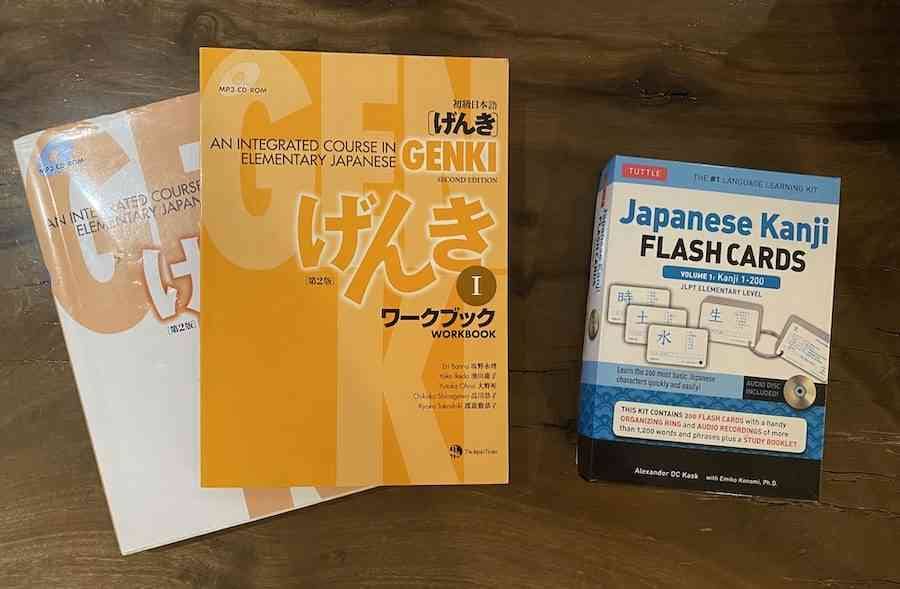 MP3 CD-ROM
AN INTEGRATED COURSE
ELEMENTARY JAPAN
げ
[第2版]
MP3 CD-ROM
初級日本語
[げんき]
AN INTEGRATED COURSE IN
ELEMENTARY JAPANESE
GENKI
SECOND EDITION
GENKI
げんき
[第2版]
I
ワークブック
WORKBOOK
Eri Banno 坂野永理
Yoko Ikeda 池田庸子
Yutaka Ohno 大野裕
Chikako Shinagawa 品川恭子
Kyoko Tokashiki 渡嘉敷恭子
The Japan Times
TUTTLE
THE #1 LANGUAGE LEARNING KIT
Japanese Kanji
FLASH CARDS
VOLUME 1: Kanji 1-200
JLPT ELEMENTARY LEVEL
時
土
水
生
Learn the 200 most basic Japanese
characters quickly and easily!
AUDIO DISC
INCLUDED!
THIS KIT CONTAINS 200 FLASH CARDS with a handy
ORGANIZING RING and AUDIO RECORDINGS of more
than 1,200 words and phrases plus a STUDY BOOKLET
Alexander OC Kask with Emiko Konomi, Ph.D.